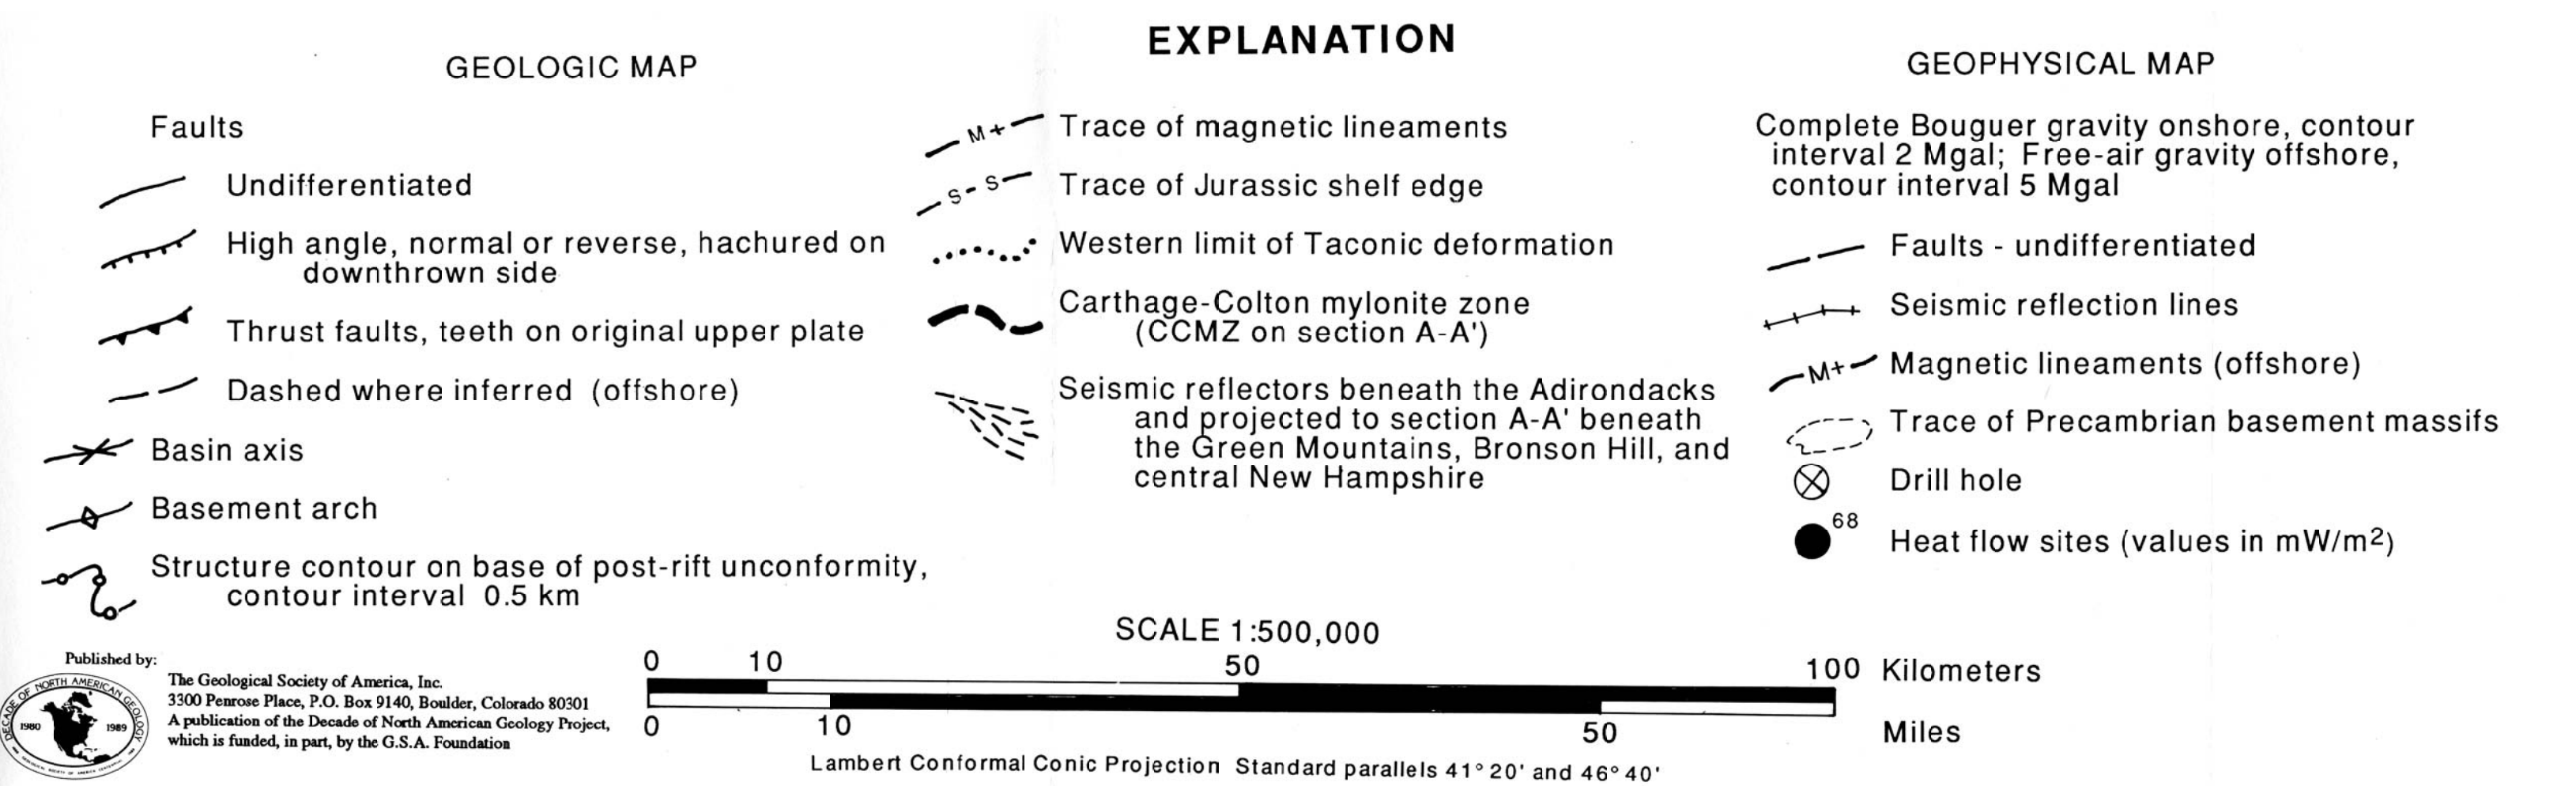 EXPLANATION
GEOLOGIC MAP
Faults
Undifferentiated
High angle, normal or reverse, hachured on
downthrown side
Thrust faults, teeth on original upper plate
Dashed where inferred (offshore)
Basin axis
Basement arch
Structure contour on base of post-rift unconformity,
contour interval 0.5 km
M+
Trace of magnetic lineaments
S S
Trace of Jurassic shelf edge
Western limit of Taconic deformation
Carthage-Colton mylonite zone
(CCMZ on section A-A')
Seismic reflectors beneath the Adirondacks
and projected to section A-A' beneath
the Green Mountains, Bronson Hill, and
central New Hampshire
GEOPHYSICAL MAP
Complete Bouguer gravity onshore, contour
interval 2 Mgal; Free-air gravity offshore,
contour interval 5 Mgal
Faults - undifferentiated
Seismic reflection lines
M+
Magnetic lineaments (offshore)
Trace of Precambrian basement massifs
Drill hole
68
Heat flow sites (values in mW/m2)
Published by:
DECADE OF NORTH AMERICAN GEOLOGY
1980 1989
The Geological Society of America, Inc.
3300 Penrose Place, P.O. Box 9140, Boulder, Colorado 80301
A publication of the Decade of North American Geology Project,
which is funded, in part, by the G.S.A. Foundation
SCALE 1:500,000
0 10 50 100 Kilometers
0 10 50 Miles
Lambert Conformal Conic Projection Standard parallels 41° 20' and 46° 40'